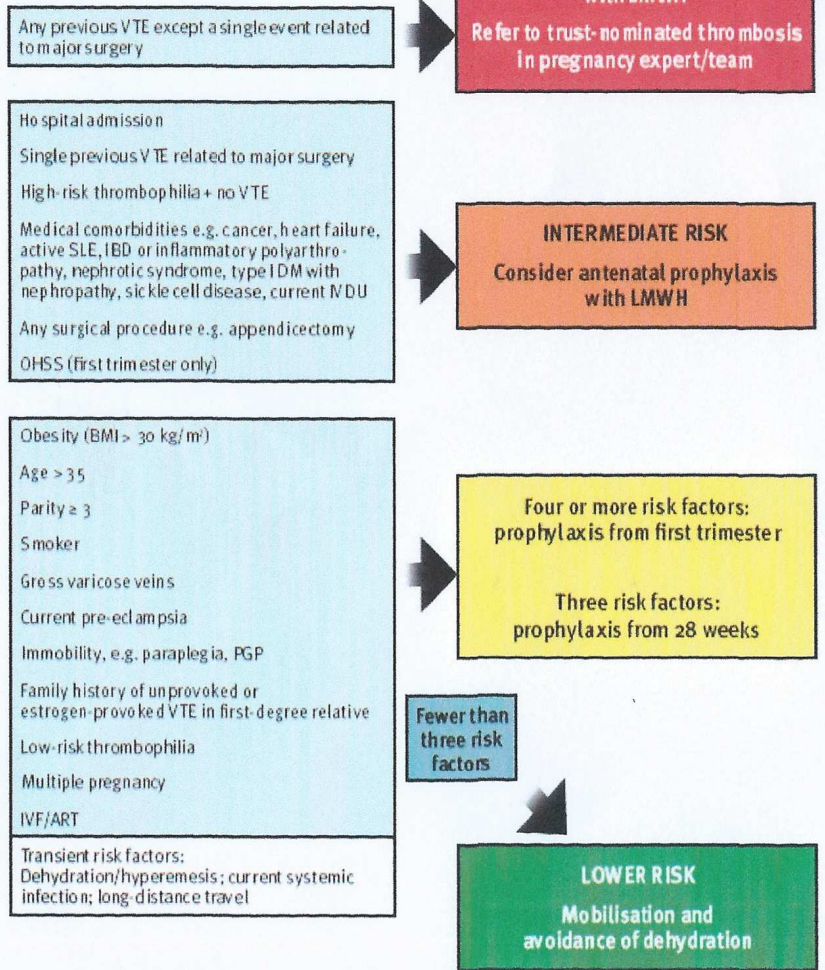 Any previous VTE except a single event related
to major surgery
Refer to trust-nominated thrombosis
in pregnancy expert/team
Hospital admission
Single previous VTE related to major surgery
High-risk thrombophilia + no VTE
Medical comorbidities e.g. cancer, heart failure,
active SLE, IBD or inflammatory polyarthro-
pathy, nephrotic syndrome, type I DM with
nephropathy, sickle cell disease, current IVDU
Any surgical procedure e.g. appendicectomy
OHSS (first trimester only)
INTERMEDIATE RISK
Consider antenatal prophylaxis
with LMWH
Obesity (BMI > 30 kg/m²)
Age > 35
Parity ≥ 3
Smoker
Gross varicose veins
Current pre-eclampsia
Immobility, e.g. paraplegia, PGP
Family history of unprovoked or
estrogen-provoked VTE in first-degree relative
Low-risk thrombophilia
Multiple pregnancy
IVF/ART
Transient risk factors:
Dehydration/hyperemesis; current systemic
infection; long-distance travel
Four or more risk factors:
prophylaxis from first trimester
Three risk factors:
prophylaxis from 28 weeks
Fewer than
three risk
factors
LOWER RISK
Mobilisation and
avoidance of dehydration